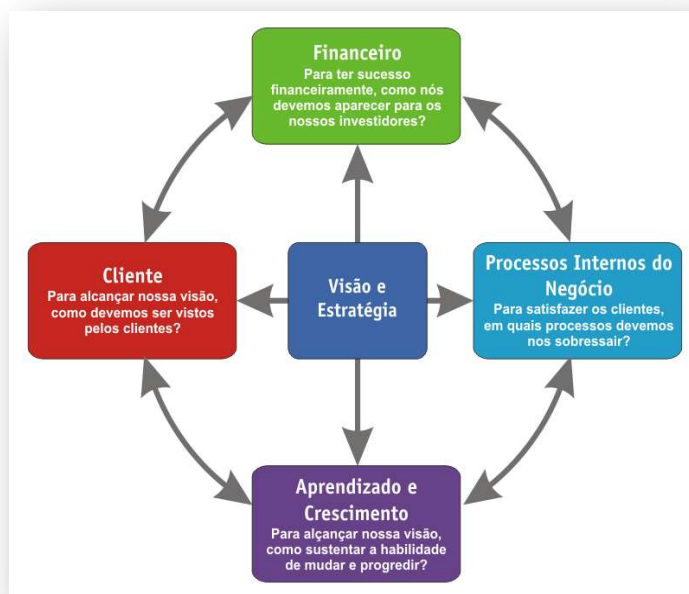 Financeiro
Para ter sucesso
financeiramente, como nós
devemos aparecer para os
nossos investidores?
Cliente
Para alcançar nossa visão,
como devemos ser vistos
pelos clientes?
Visão e
Estratégia
Processos Internos do
Negócio
Para satisfazer os clientes,
em quais processos devemos
nos sobressair?
Aprendizado e
Crescimento
Para alçançar nossa visão,
como sustentar a habilidade
de mudar e progredir?